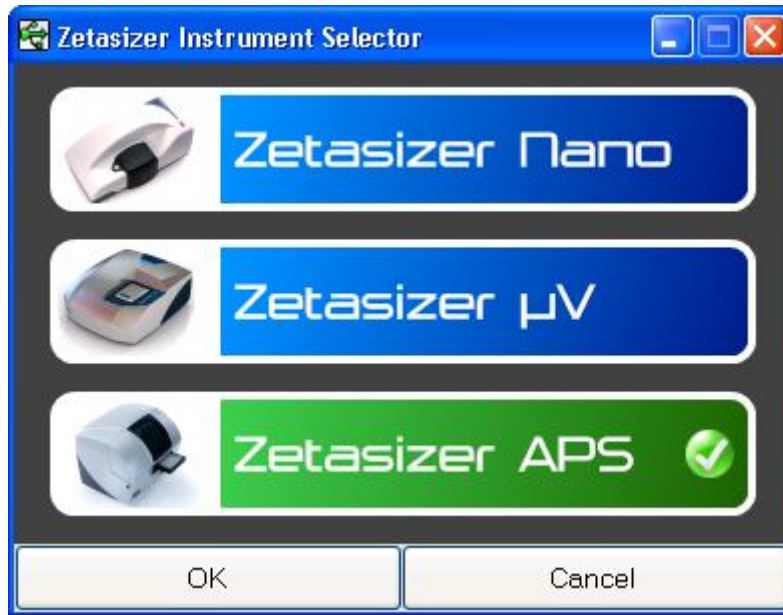 Zetasizer Instrument Selector
Zetasizer Nano
Zetasizer µV
Zetasizer APS
OK
Cancel